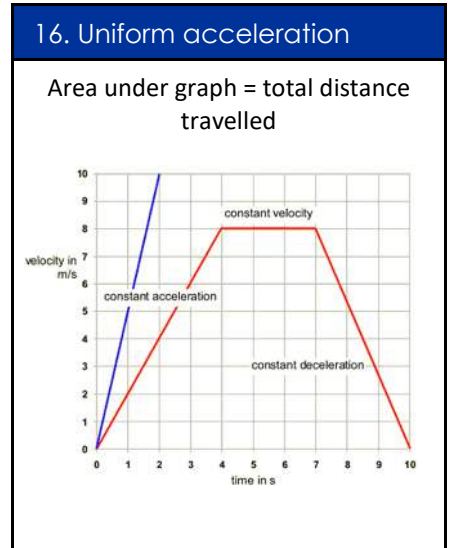 16. Uniform acceleration
Area under graph = total distance
travelled
10
9
constant velocity
8
velocity in 7
m/s
6
constant acceleration
5
4
3
constant deceleration
2
1
0
0 1 2 3 4 5 6 7 8 9 10
time in s